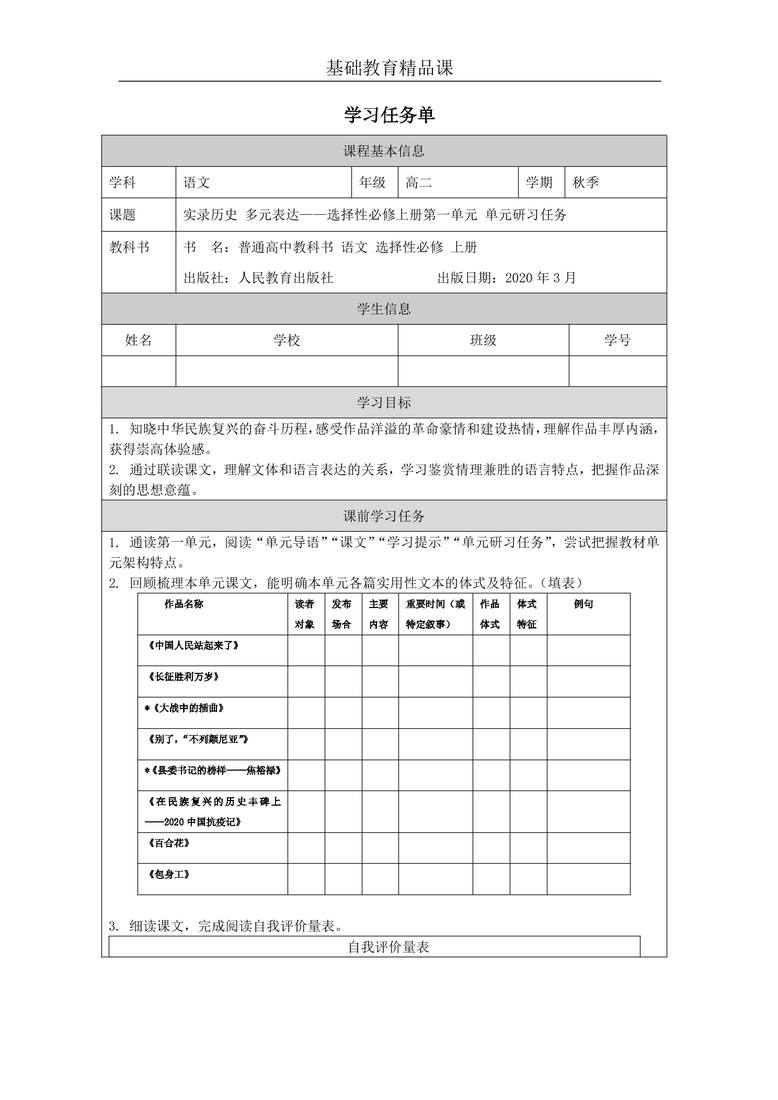 基础教育精品课
学习任务单
课程基本信息
学科 语文 年级 高二 学期 秋季
课题 实录历史 多元表达——选择性必修上册第一单元 单元研习任务
教科书 书 名：普通高中教科书 语文 选择性必修 上册
出版社：人民教育出版社 出版日期：2020 年 3 月
学生信息
姓名 学校 班级 学号
学习目标
1. 知晓中华民族复兴的奋斗历程，感受作品洋溢的革命豪情和建设热情，理解作品丰厚内涵，
获得崇高体验感。
2. 通过联读课文，理解文体和语言表达的关系，学习鉴赏情理兼胜的语言特点，把握作品深
刻的思想意蕴。
课前学习任务
1. 通读第一单元，阅读“单元导语”“课文”“学习提示”“单元研习任务”，尝试把握教材单
元架构特点。
2. 回顾梳理本单元课文，能明确本单元各篇实用性文本的体式及特征。（填表）
作品名称 读者 发布 主要 重要时间（或 作品 体式 例句
对象 场合 内容 特定叙事） 体式 特征
《中国人民站起来了》
《长征胜利万岁》
*《大战中的插曲》
《别了，“不列颠尼亚”》
*《县委书记的榜样——焦裕禄》
《在民族复兴的历史丰碑上
——2020 中国抗疫记》
《百合花》
《包身工》
3. 细读课文，完成阅读自我评价量表。
自我评价量表